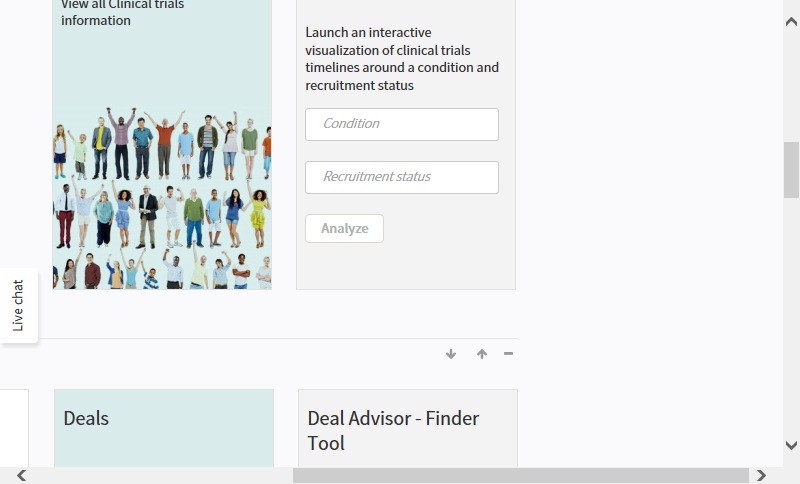 View all Clinical trials
information
Launch an interactive
visualization of clinical trials
timelines around a condition and
recruitment status
Condition
Recruitment status
Analyze
Live chat
Deals
Deal Advisor - Finder
Tool